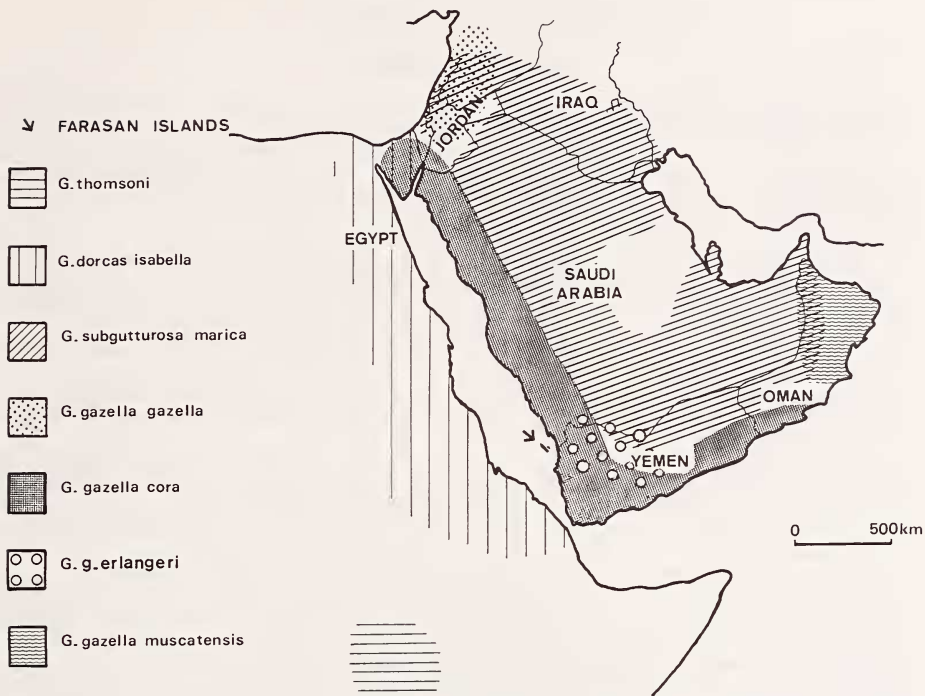 FARASAN ISLANDS
G. thomsoni
G. dorcas isabella
G. subgutturosa marica
G. gazella gazella
G. gazella cora
G. g. erlangeri
G. gazella muscatensis
JORDAN
IRAQ
EGYPT
SAUDI
ARABIA
OMAN
YEMEN
0 500km